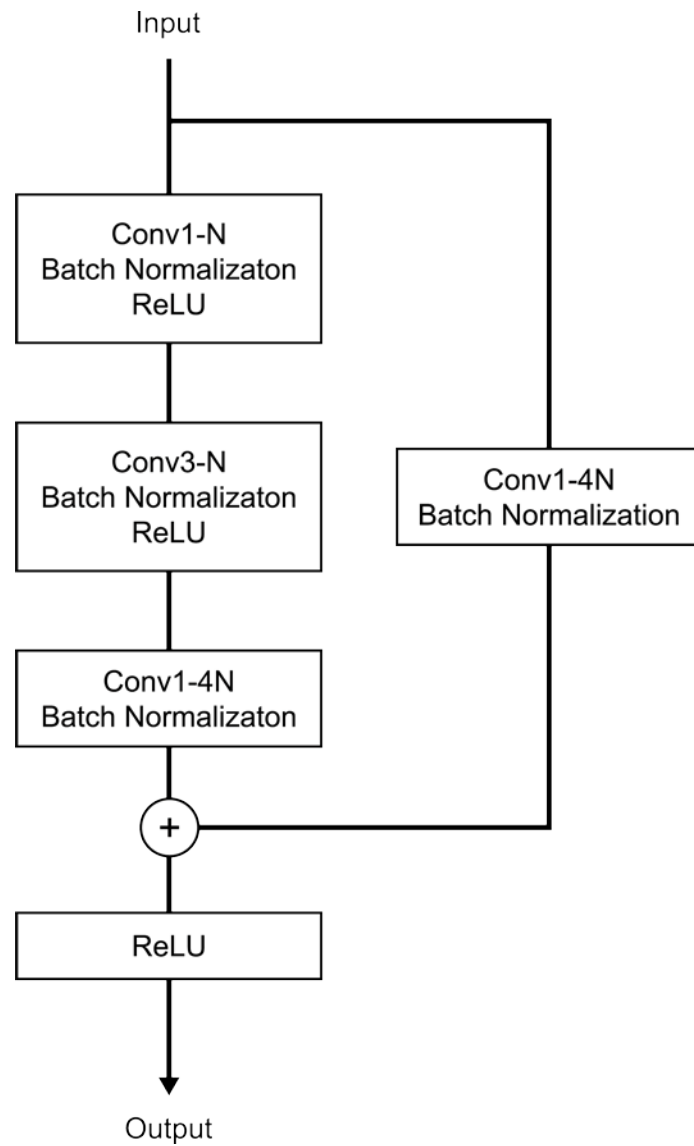 Input
Conv1-N
Batch Normalizaton
ReLU
Conv3-N
Batch Normalizaton
ReLU
Conv1-4N
Batch Normalization
Conv1-4N
Batch Normalizaton
+
ReLU
Output